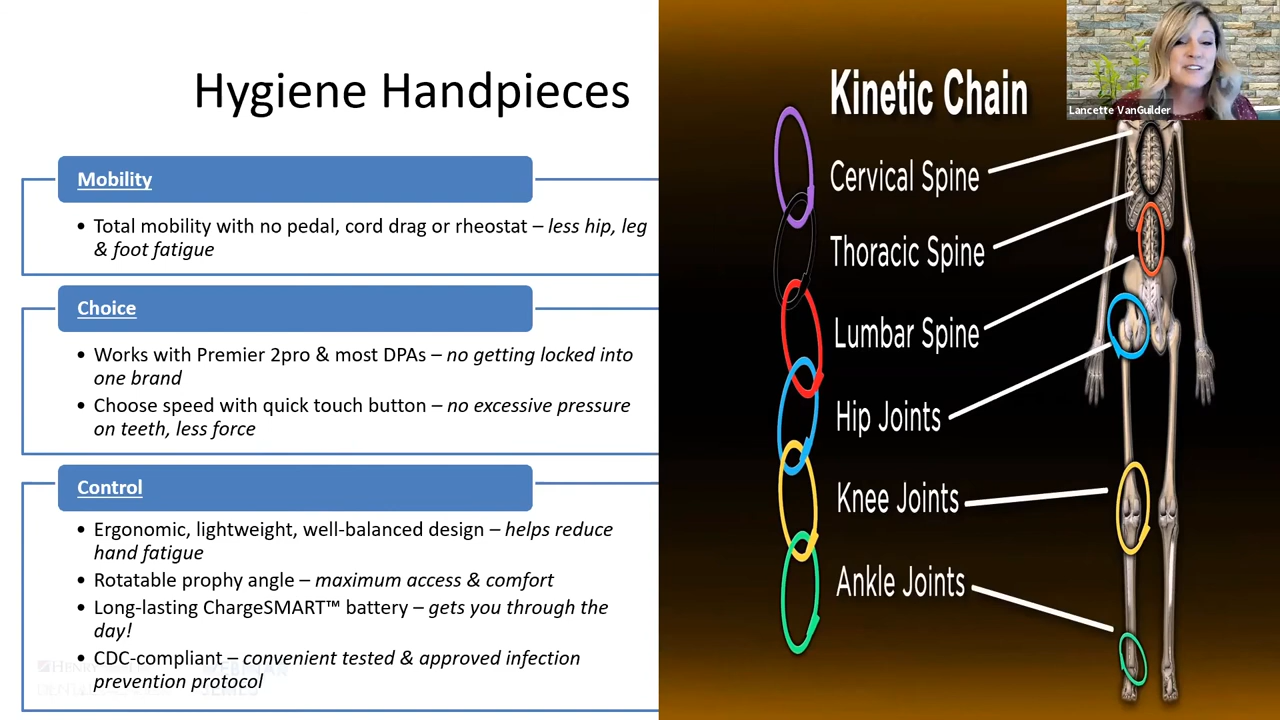 Hygiene Handpieces
Mobility
• Total mobility with no pedal, cord drag or rheostat – less hip, leg
& foot fatigue
Choice
• Works with Premier 2pro & most DPAs – no getting locked into
one brand
• Choose speed with quick touch button – no excessive pressure
on teeth, less force
Control
• Ergonomic, lightweight, well-balanced design – helps reduce
hand fatigue
• Rotatable prophy angle – maximum access & comfort
• Long-lasting ChargeSMART™ battery – gets you through the
day!
• CDC-compliant – convenient tested & approved infection
prevention protocol
Kinetic Chain
Cervical Spine
Thoracic Spine
Lumbar Spine
Hip Joints
Knee Joints
Ankle Joints
Lancette VanGuilder